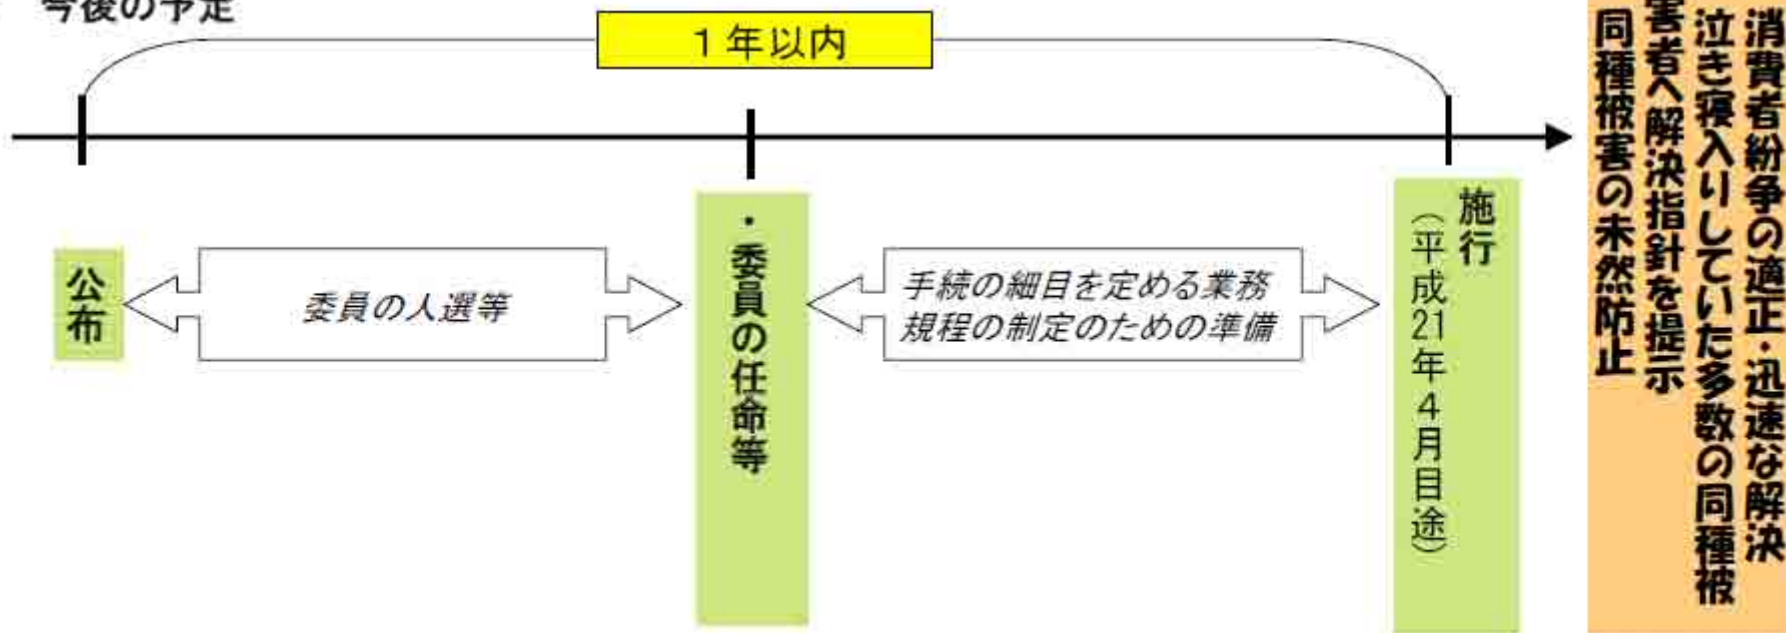 今後の予定
１年以内
公布
委員の人選等
・委員の任命等
手続の細目を定める業務
規程の制定のための準備
施行
（平成21年４月目途）
消費者紛争の適正・迅速な解決
泣き寝入りしていた多数の同種被
害者へ解決指針を提示
同種被害の未然防止